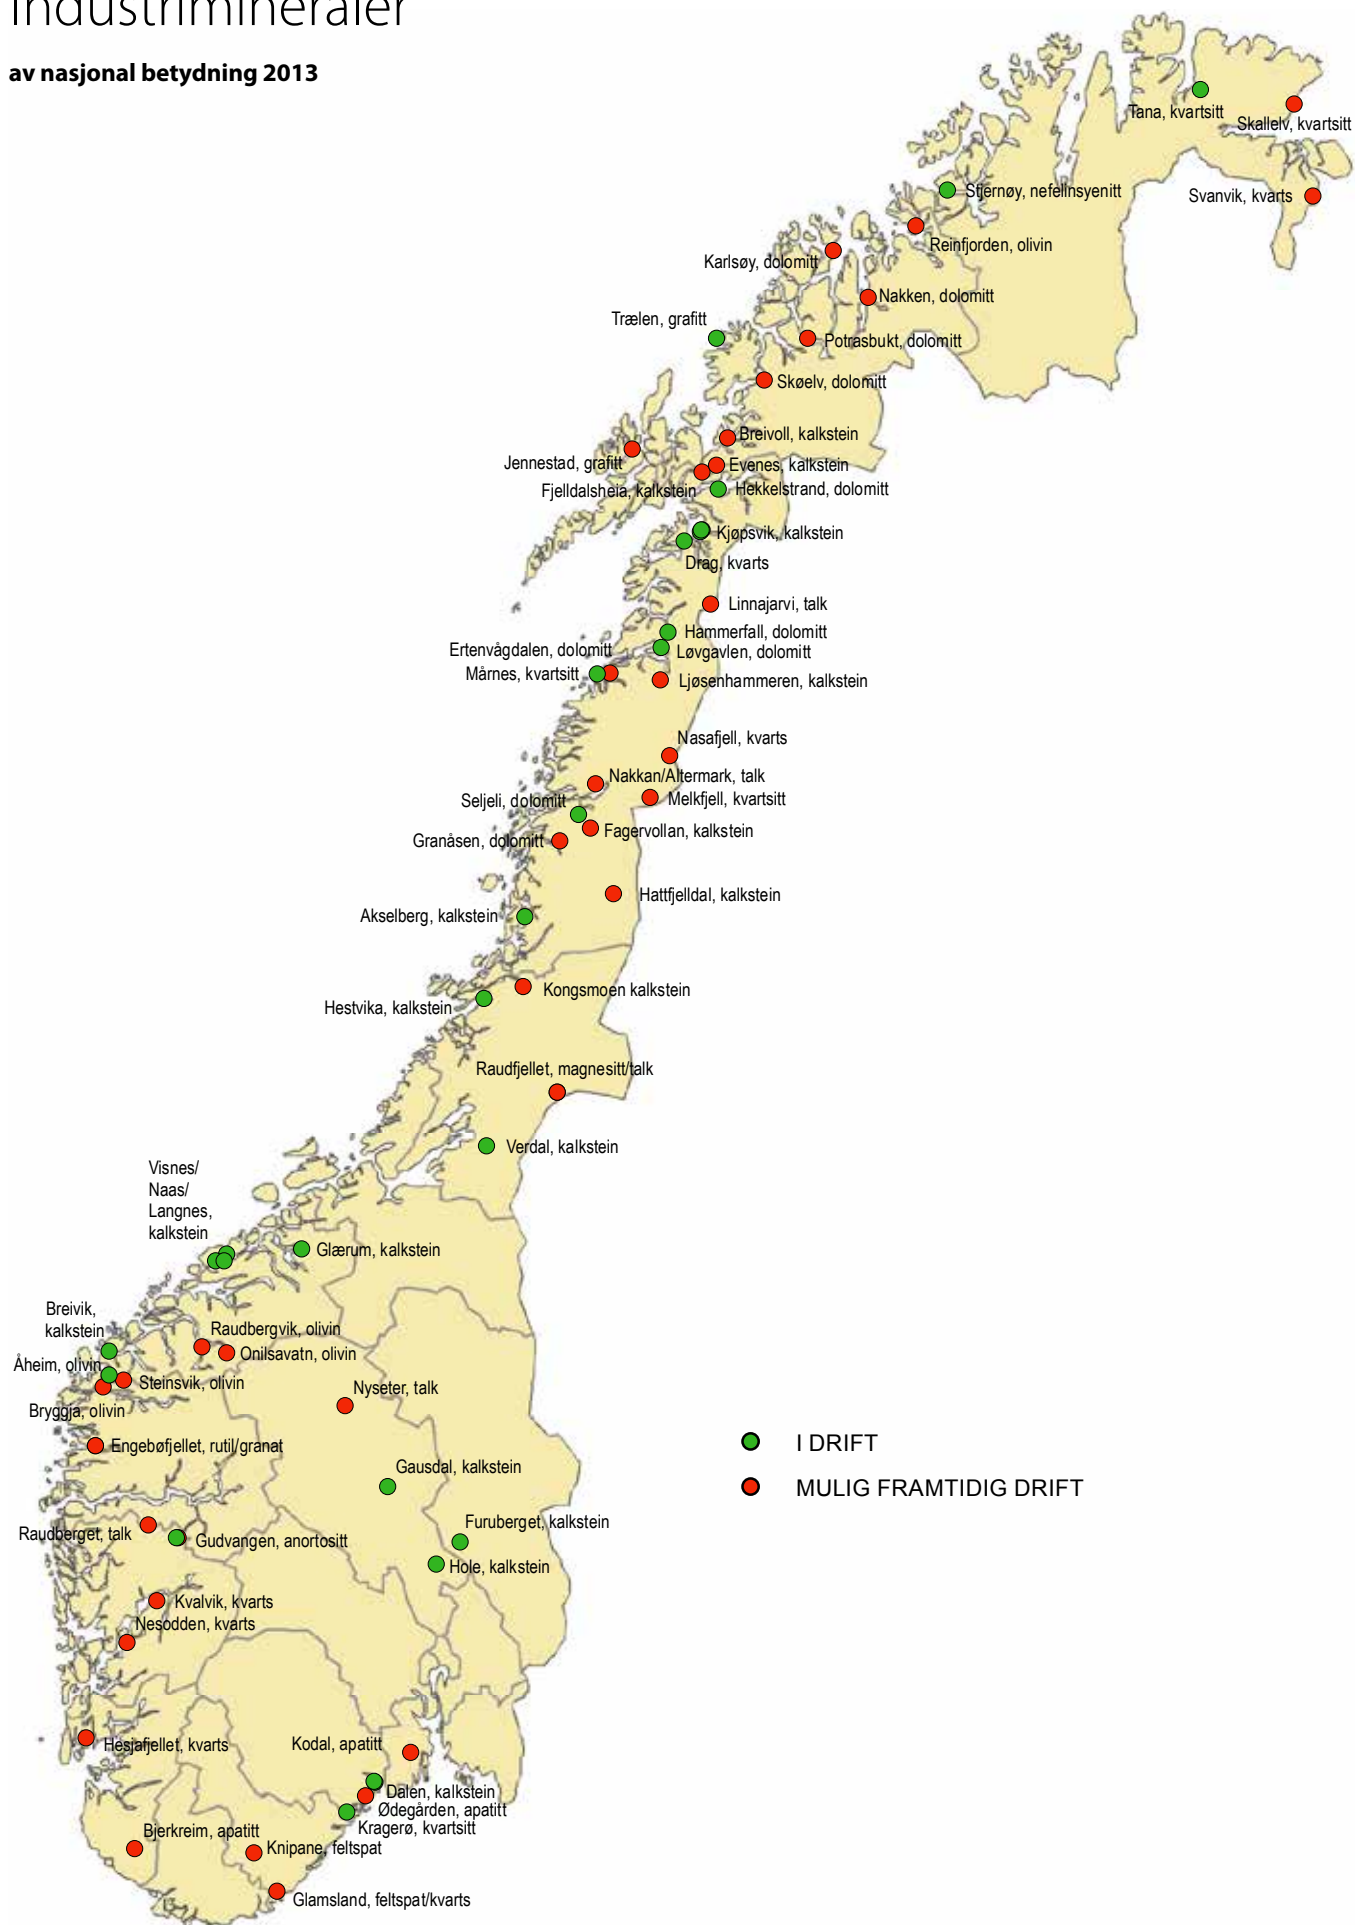 Industrimineraler
av nasjonal betydning 2013
Tana, kvartsitt
Skallelv, kvartsitt
Stjernøy, nefelinsyenitt
Svanvik, kvarts
Reinfjorden, olivin
Karlsøy, dolomitt
Nakken, dolomitt
Trælen, grafitt
Potrasbukt, dolomitt
Skøelv, dolomitt
Breivoll, kalkstein
Jennestad, grafitt
Evenes, kalkstein
Fjelldalsheia, kalkstein
Hekkelstrand, dolomitt
Kjøpsvik, kalkstein
Drag, kvarts
Linnajarvi, talk
Hammerfall, dolomitt
Ertenvågdalen, dolomitt
Løvgavlen, dolomitt
Mårnes, kvartsitt
Ljøsenhammeren, kalkstein
Nasafjell, kvarts
Nakkan/Altermark, talk
Seljeli, dolomitt
Melkfjell, kvartsitt
Fagervollan, kalkstein
Granåsen, dolomitt
Hattfjelldal, kalkstein
Akselberg, kalkstein
Kongsmoen kalkstein
Hestvika, kalkstein
Raudfjellet, magnesitt/talk
Verdal, kalkstein
Visnes/
Naas/
Langnes,
kalkstein
Glærum, kalkstein
Breivik,
kalkstein
Raudbergvik, olivin
Onilsavatn, olivin
Åheim, olivin
Steinsvik, olivin
Nyseter, talk
Bryggja, olivin
Engebøfjellet, rutil/granat
I DRIFT
Gausdal, kalkstein
MULIG FRAMTIDIG DRIFT
Furuberget, kalkstein
Raudberget, talk
Gudvangen, anortositt
Hole, kalkstein
Kvalvik, kvarts
Nesodden, kvarts
Hesjafjellet, kvarts
Kodal, apatitt
Dalen, kalkstein
Ødegården, apatitt
Kragerø, kvartsitt
Bjerkreim, apatitt
Knipane, feltspat
Glamsland, feltspat/kvarts